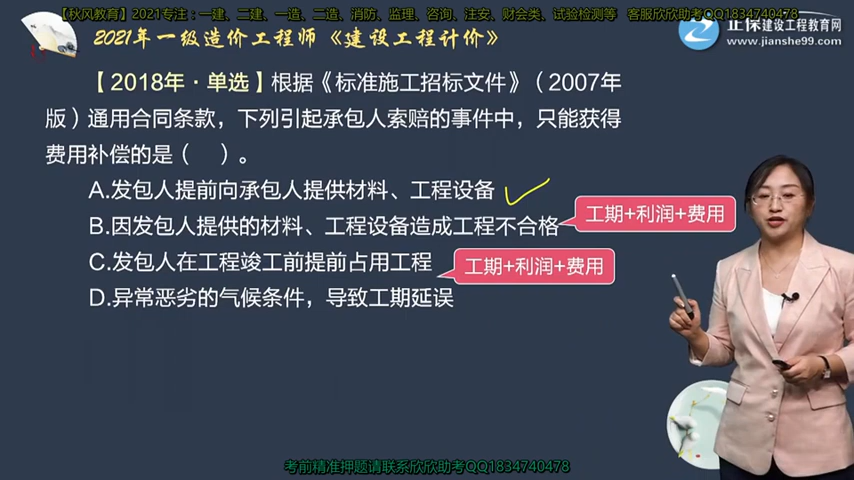 【秋风教育】2021专注：一建、二建、一造、二造、消防、监理、咨询、注安、财会类、试验检测等 客服欣欣助考QQ1834740478
2021年一级造价工程师《建设工程计价》
正保建设工程教育网
www.jianshe99.com
【2018年·单选】根据《标准施工招标文件》（2007年
版）通用合同条款，下列引起承包人索赔的事件中，只能获得
费用补偿的是（ ）。
A.发包人提前向承包人提供材料、工程设备
B.因发包人提供的材料、工程设备造成工程不合格
工期+利润+费用
C.发包人在工程竣工前提前占用工程
工期+利润+费用
D.异常恶劣的气候条件，导致工期延误
考前精准押题请联系欣欣助考QQ1834740478